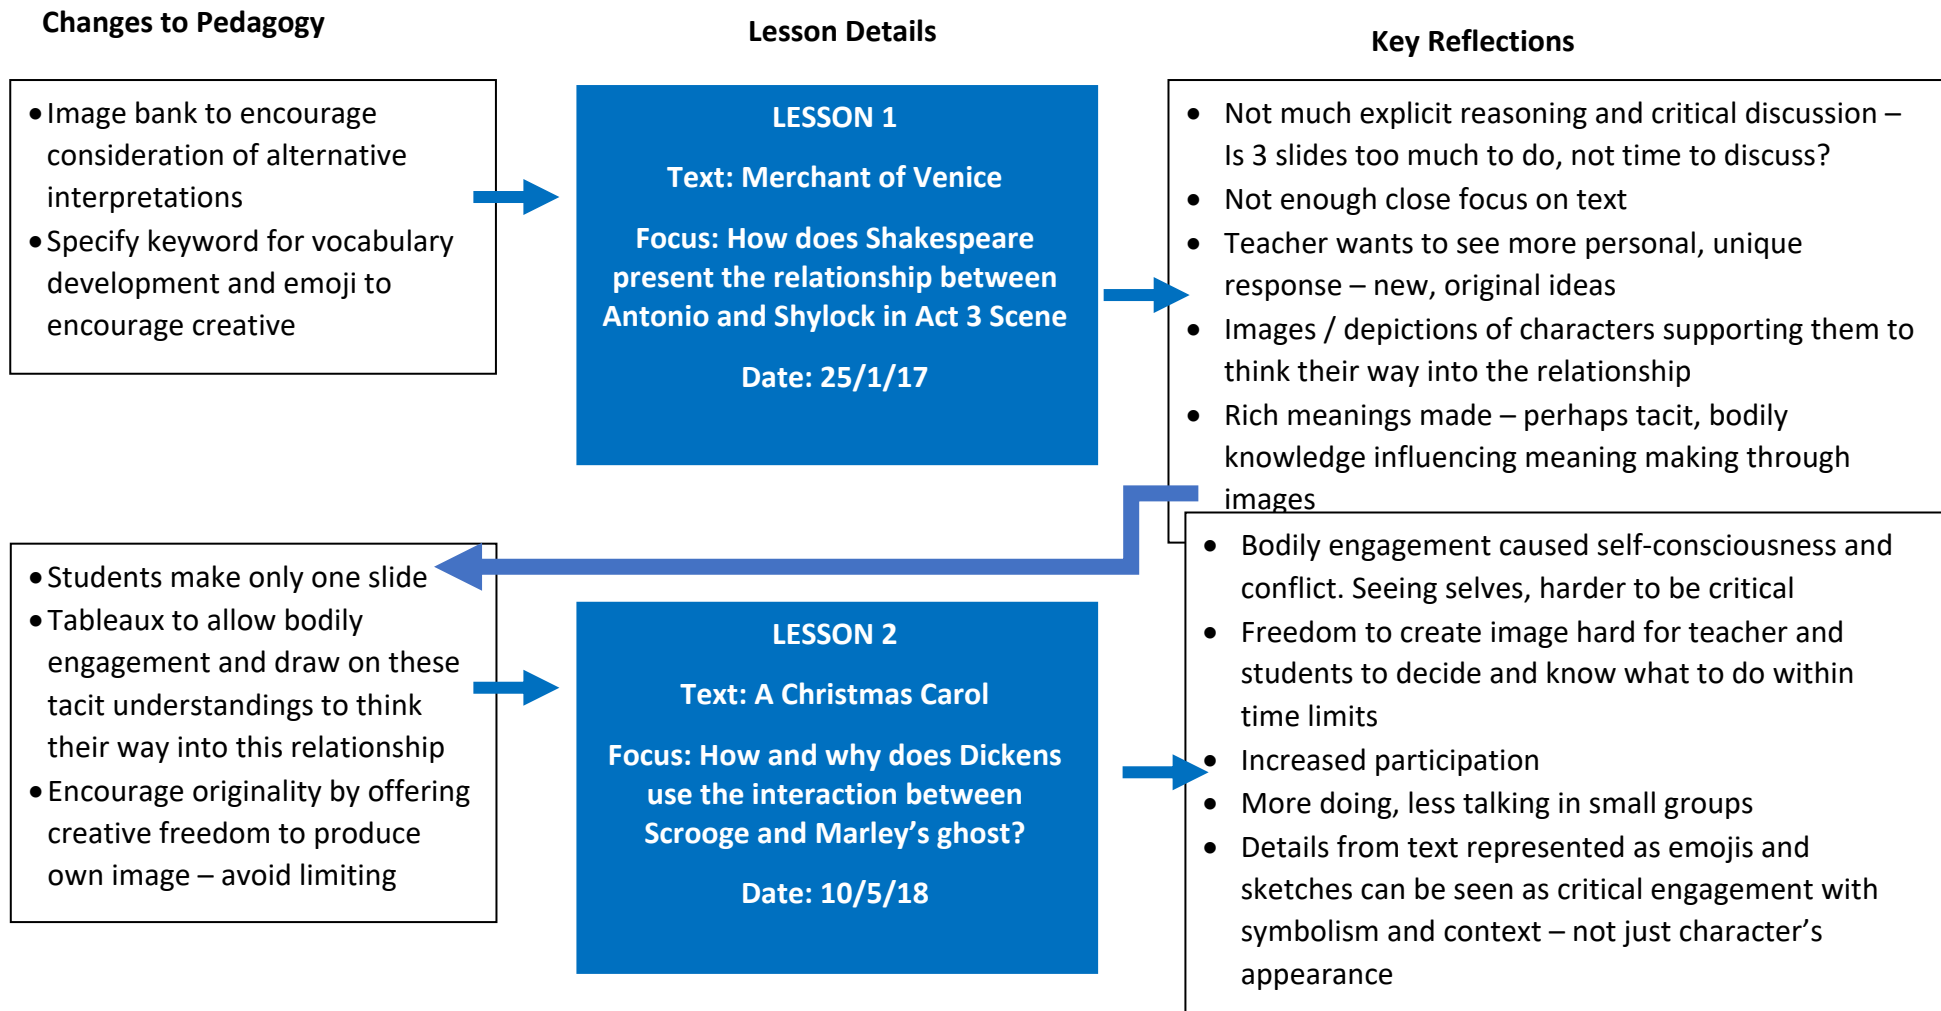 Changes to Pedagogy
Lesson Details
Key Reflections
• Image bank to encourage
consideration of alternative
interpretations
• Specify keyword for vocabulary
development and emoji to
encourage creative
LESSON 1
Text: Merchant of Venice
Focus: How does Shakespeare
present the relationship between
Antonio and Shylock in Act 3 Scene
Date: 25/1/17
• Not much explicit reasoning and critical discussion –
Is 3 slides too much to do, not time to discuss?
• Not enough close focus on text
• Teacher wants to see more personal, unique
response – new, original ideas
• Images / depictions of characters supporting them to
think their way into the relationship
• Rich meanings made – perhaps tacit, bodily
knowledge influencing meaning making through
images
• Students make only one slide
• Tableaux to allow bodily
engagement and draw on these
tacit understandings to think
their way into this relationship
• Encourage originality by offering
creative freedom to produce
own image – avoid limiting
LESSON 2
Text: A Christmas Carol
Focus: How and why does Dickens
use the interaction between
Scrooge and Marley’s ghost?
Date: 10/5/18
• Bodily engagement caused self-consciousness and
conflict. Seeing selves, harder to be critical
• Freedom to create image hard for teacher and
students to decide and know what to do within
time limits
• Increased participation
• More doing, less talking in small groups
• Details from text represented as emojis and
sketches can be seen as critical engagement with
symbolism and context – not just character’s
appearance